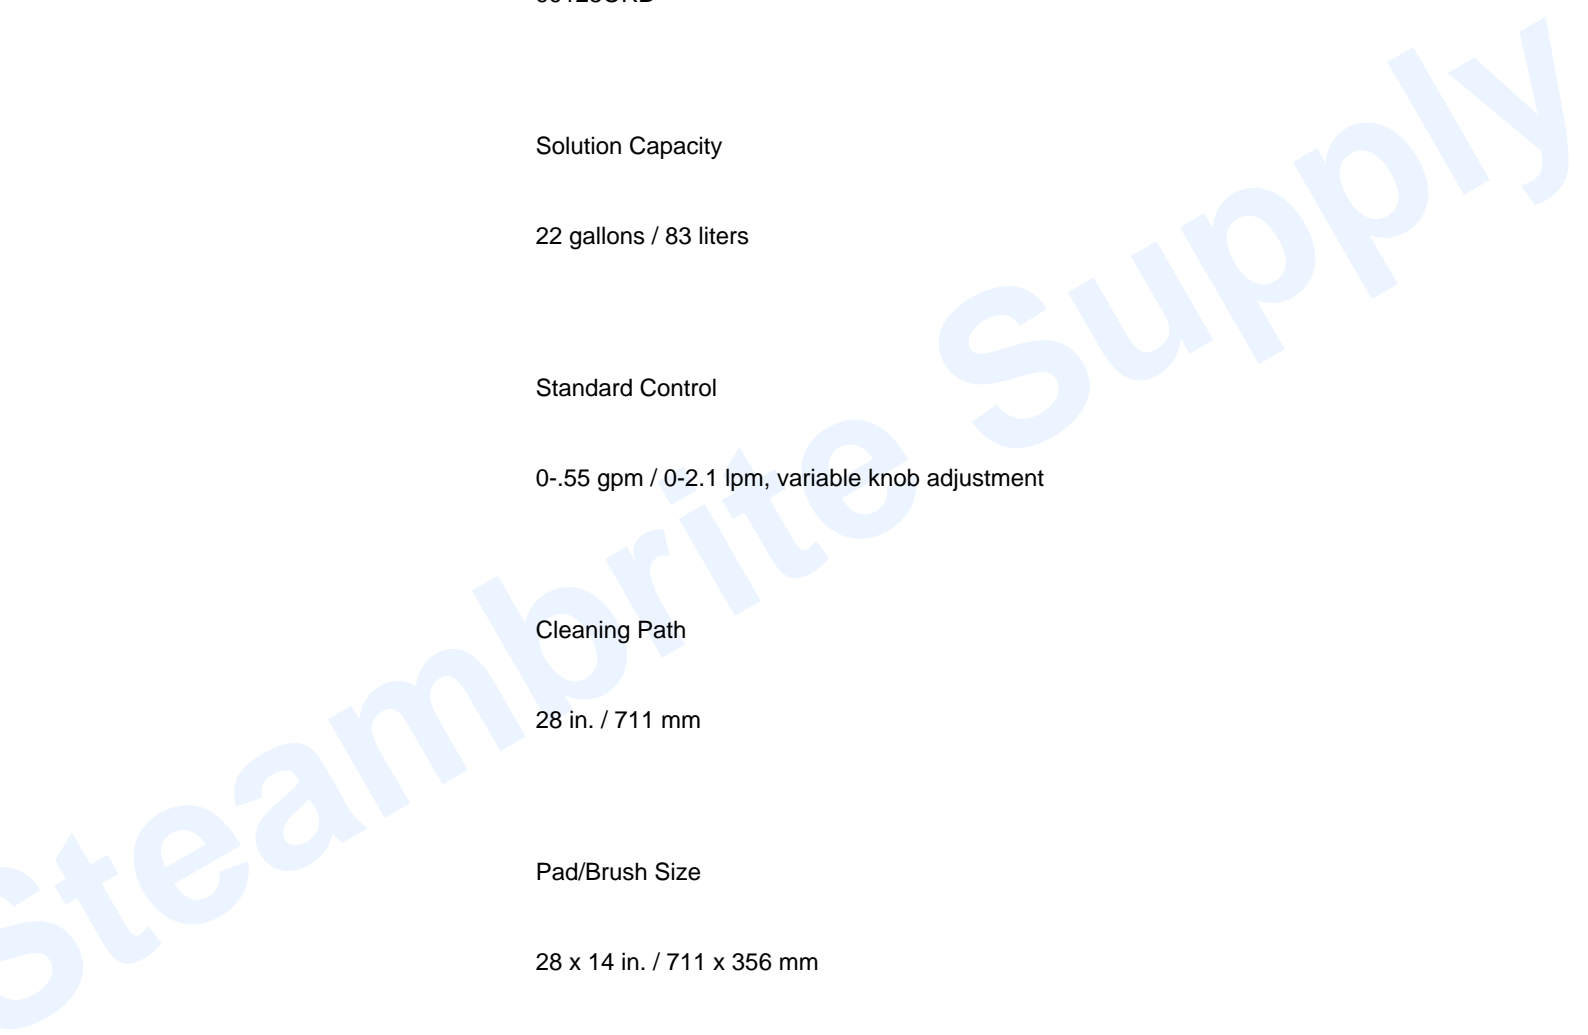 Solution Capacity
22 gallons / 83 liters
Standard Control
0-.55 gpm / 0-2.1 lpm, variable knob adjustment
Cleaning Path
28 in. / 711 mm
Pad/Brush Size
28 x 14 in. / 711 x 356 mm
Steambrite Supply